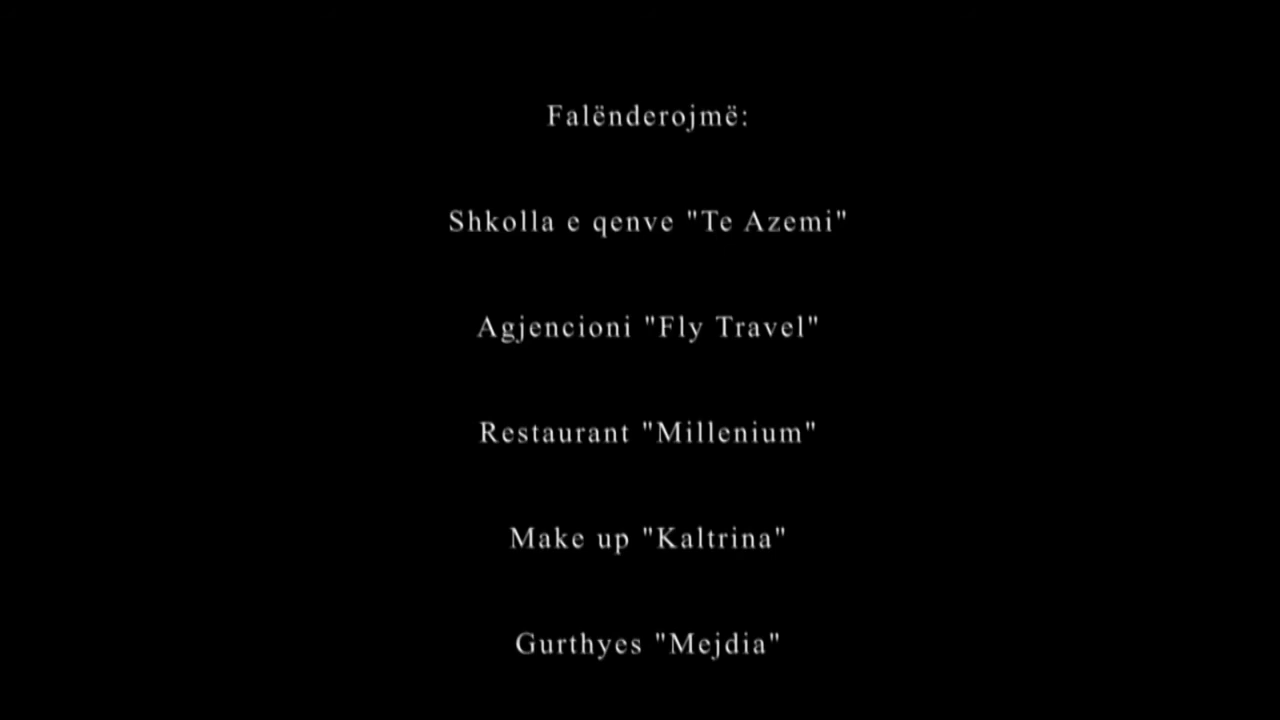 Falënderojmë:
Shkolla e qenve "Te Azemi"
Agjencioni "Fly Travel"
Restaurant "Millenium"
Make up "Kaltrina"
Gurthyes "Mejdia"